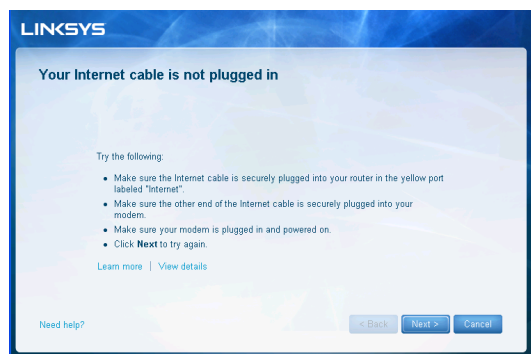 LINKSYS
Your Internet cable is not plugged in
Try the following:
• Make sure the Internet cable is securely plugged into your router in the yellow port
labeled "Internet".
• Make sure the other end of the Internet cable is securely plugged into your
modem.
• Make sure your modem is plugged in and powered on.
• Click Next to try again.
Learn more | View details
Need help? < Back Next > Cancel